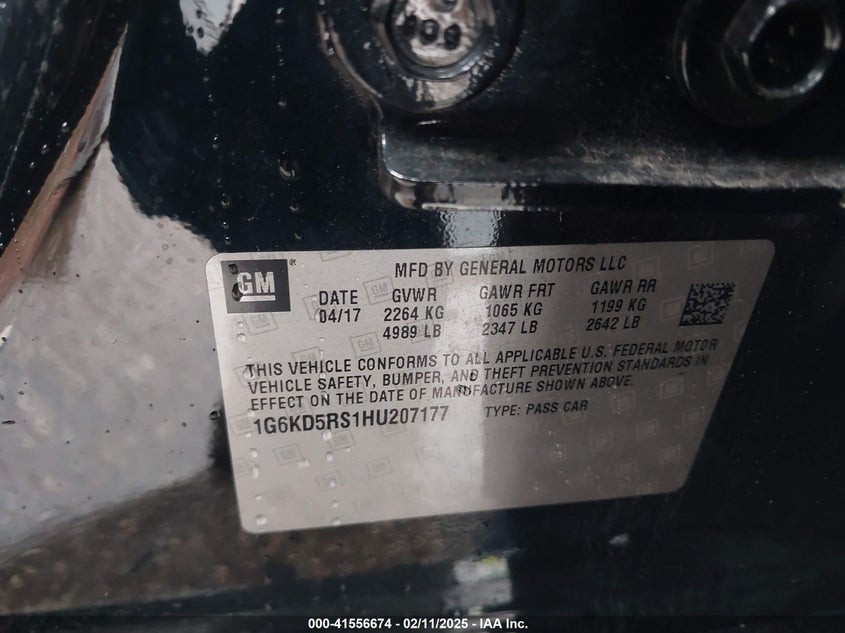 600
GM
®
MFD BY GENERAL MOTORS LLC
DATE GVWR GAWR FRT GAWR RR
04/17 2264 KG 1065 KG 1199 KG
4989 LB 2347 LB 2642 LB
THIS VEHICLE CONFORMS TO ALL APPLICABLE U.S. FEDERAL MOTOR
VEHICLE SAFETY, BUMPER, AND THEFT PREVENTION STANDARDS IN
EFFECT ON THE DATE OF MANUFACTURE SHOWN ABOVE.
1G6KD5RS1HU207177 TYPE: PASS CAR
000-41556674 - 02/11/2025 - IAA Inc.